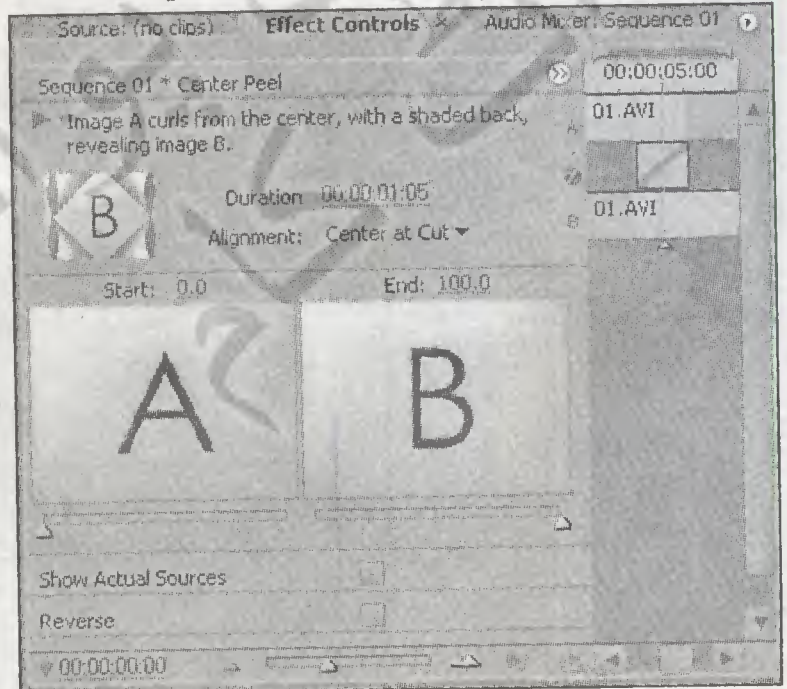 Source: (no clips) Effect Controls × Audio Mixer: Sequence 01
Sequence 01 * Center Peel
00:00:05:00
Image A curls from the center, with a shaded back,
revealing image B.
A 01.AVI
B
Duration 00:00:01:05
Alignment: Center at Cut
B 01.AVI
Start: 0.0 End: 100.0
A B
Show Actual Sources
Reverse
00:00:00:00